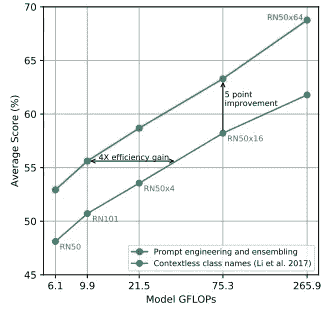 70
65
60
55
50
45
Average Score (%)
RN50x64
5 point
improvement
4X efficiency gain
RN50x16
RN50x4
RN101
RN50
Prompt engineering and ensembling
Contextless class names (Li et al. 2017)
6.1 9.9 21.5 75.3 265.9
Model GFLOPs